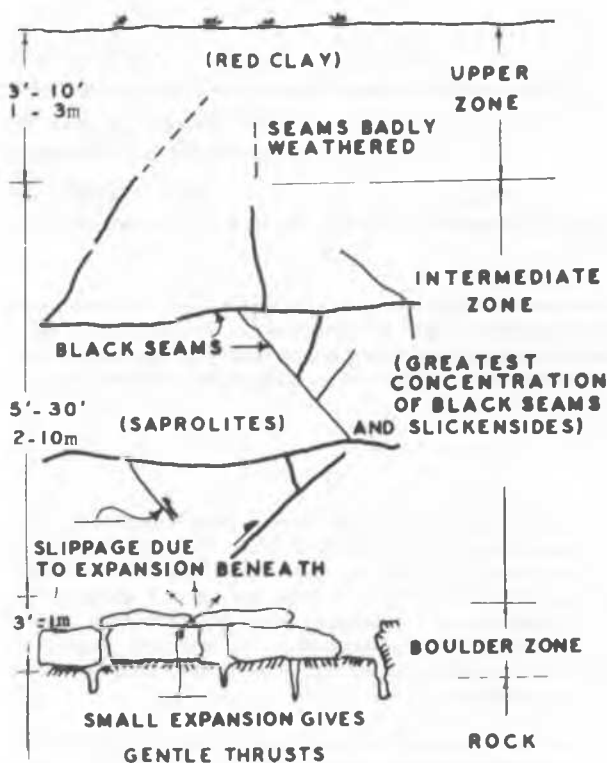 (RED CLAY)
UPPER
ZONE
3'- 10'
1 - 3m
SEAMS BADLY
WEATHERED
INTERMEDIATE
ZONE
BLACK SEAMS
(GREATEST
CONCENTRATION
OF BLACK SEAMS
AND SLICKENSIDES)
5'- 30'
2-10m
(SAPROLITES)
SLIPPAGE DUE
TO EXPANSION BENEATH
3'=1m
BOULDER ZONE
SMALL EXPANSION GIVES
GENTLE THRUSTS
ROCK